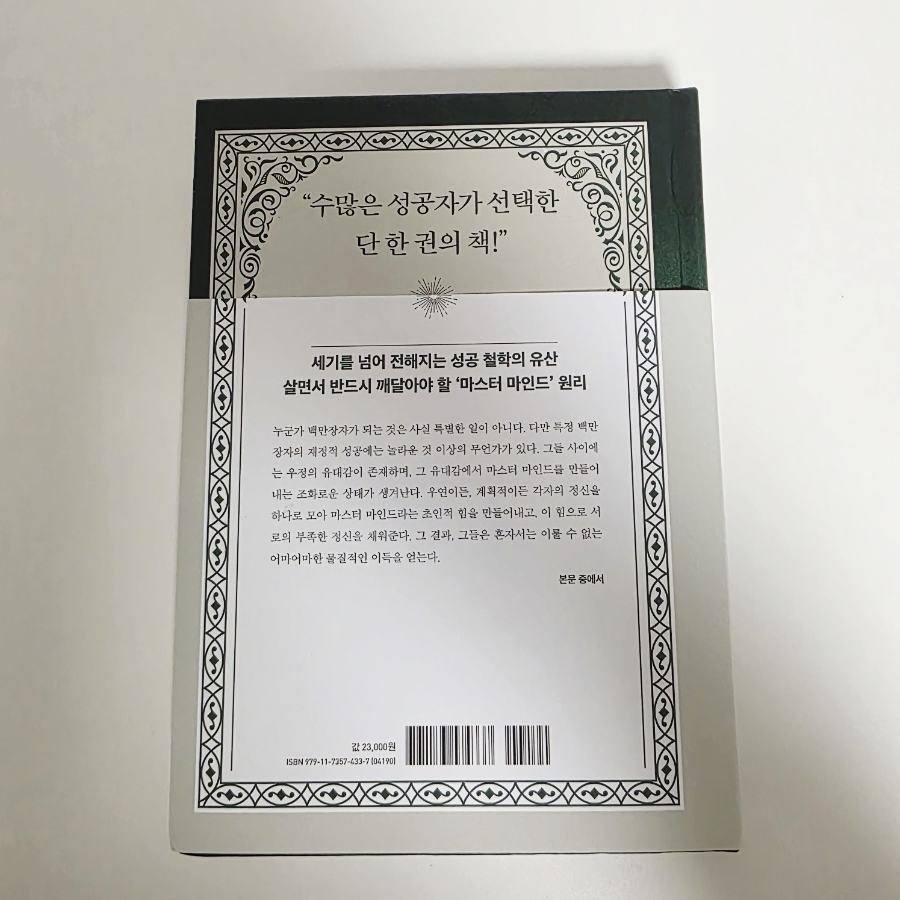 “수많은 성공자가 선택한
단 한 권의 책!”
세기를 넘어 전해지는 성공 철학의 유산
살면서 반드시 깨달아야 할 ‘마스터 마인드’ 원리
누군가 백만장자가 되는 것은 사실 특별한 일이 아니다. 다만 특정 백만
장자의 재정적 성공에는 놀라운 것 이상의 무언가가 있다. 그들 사이에
는 우정의 유대감이 존재하며, 그 유대감에서 마스터 마인드를 만들어
내는 조화로운 상태가 생겨난다. 우연이든, 계획적이든 각자의 정신을
하나로 모아 마스터 마인드라는 초인적 힘을 만들어내고, 이 힘으로 서
로의 부족한 정신을 채워준다. 그 결과, 그들은 혼자서는 이룰 수 없는
어마어마한 물질적인 이득을 얻는다.
본문 중에서
값 23,000원
ISBN 979-11-7357-433-7 (04190)